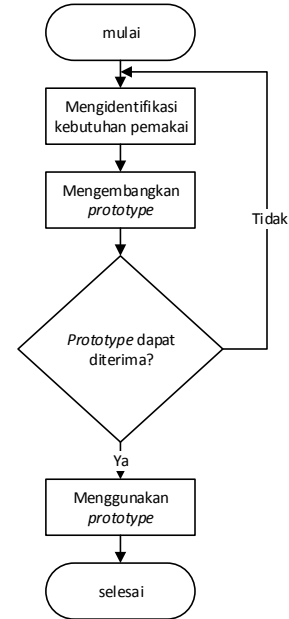 mulai
Mengidentifikasi
kebutuhan pemakai
Mengembangkan
prototype
Tidak
Prototype dapat
diterima?
Ya
Menggunakan
prototype
selesai